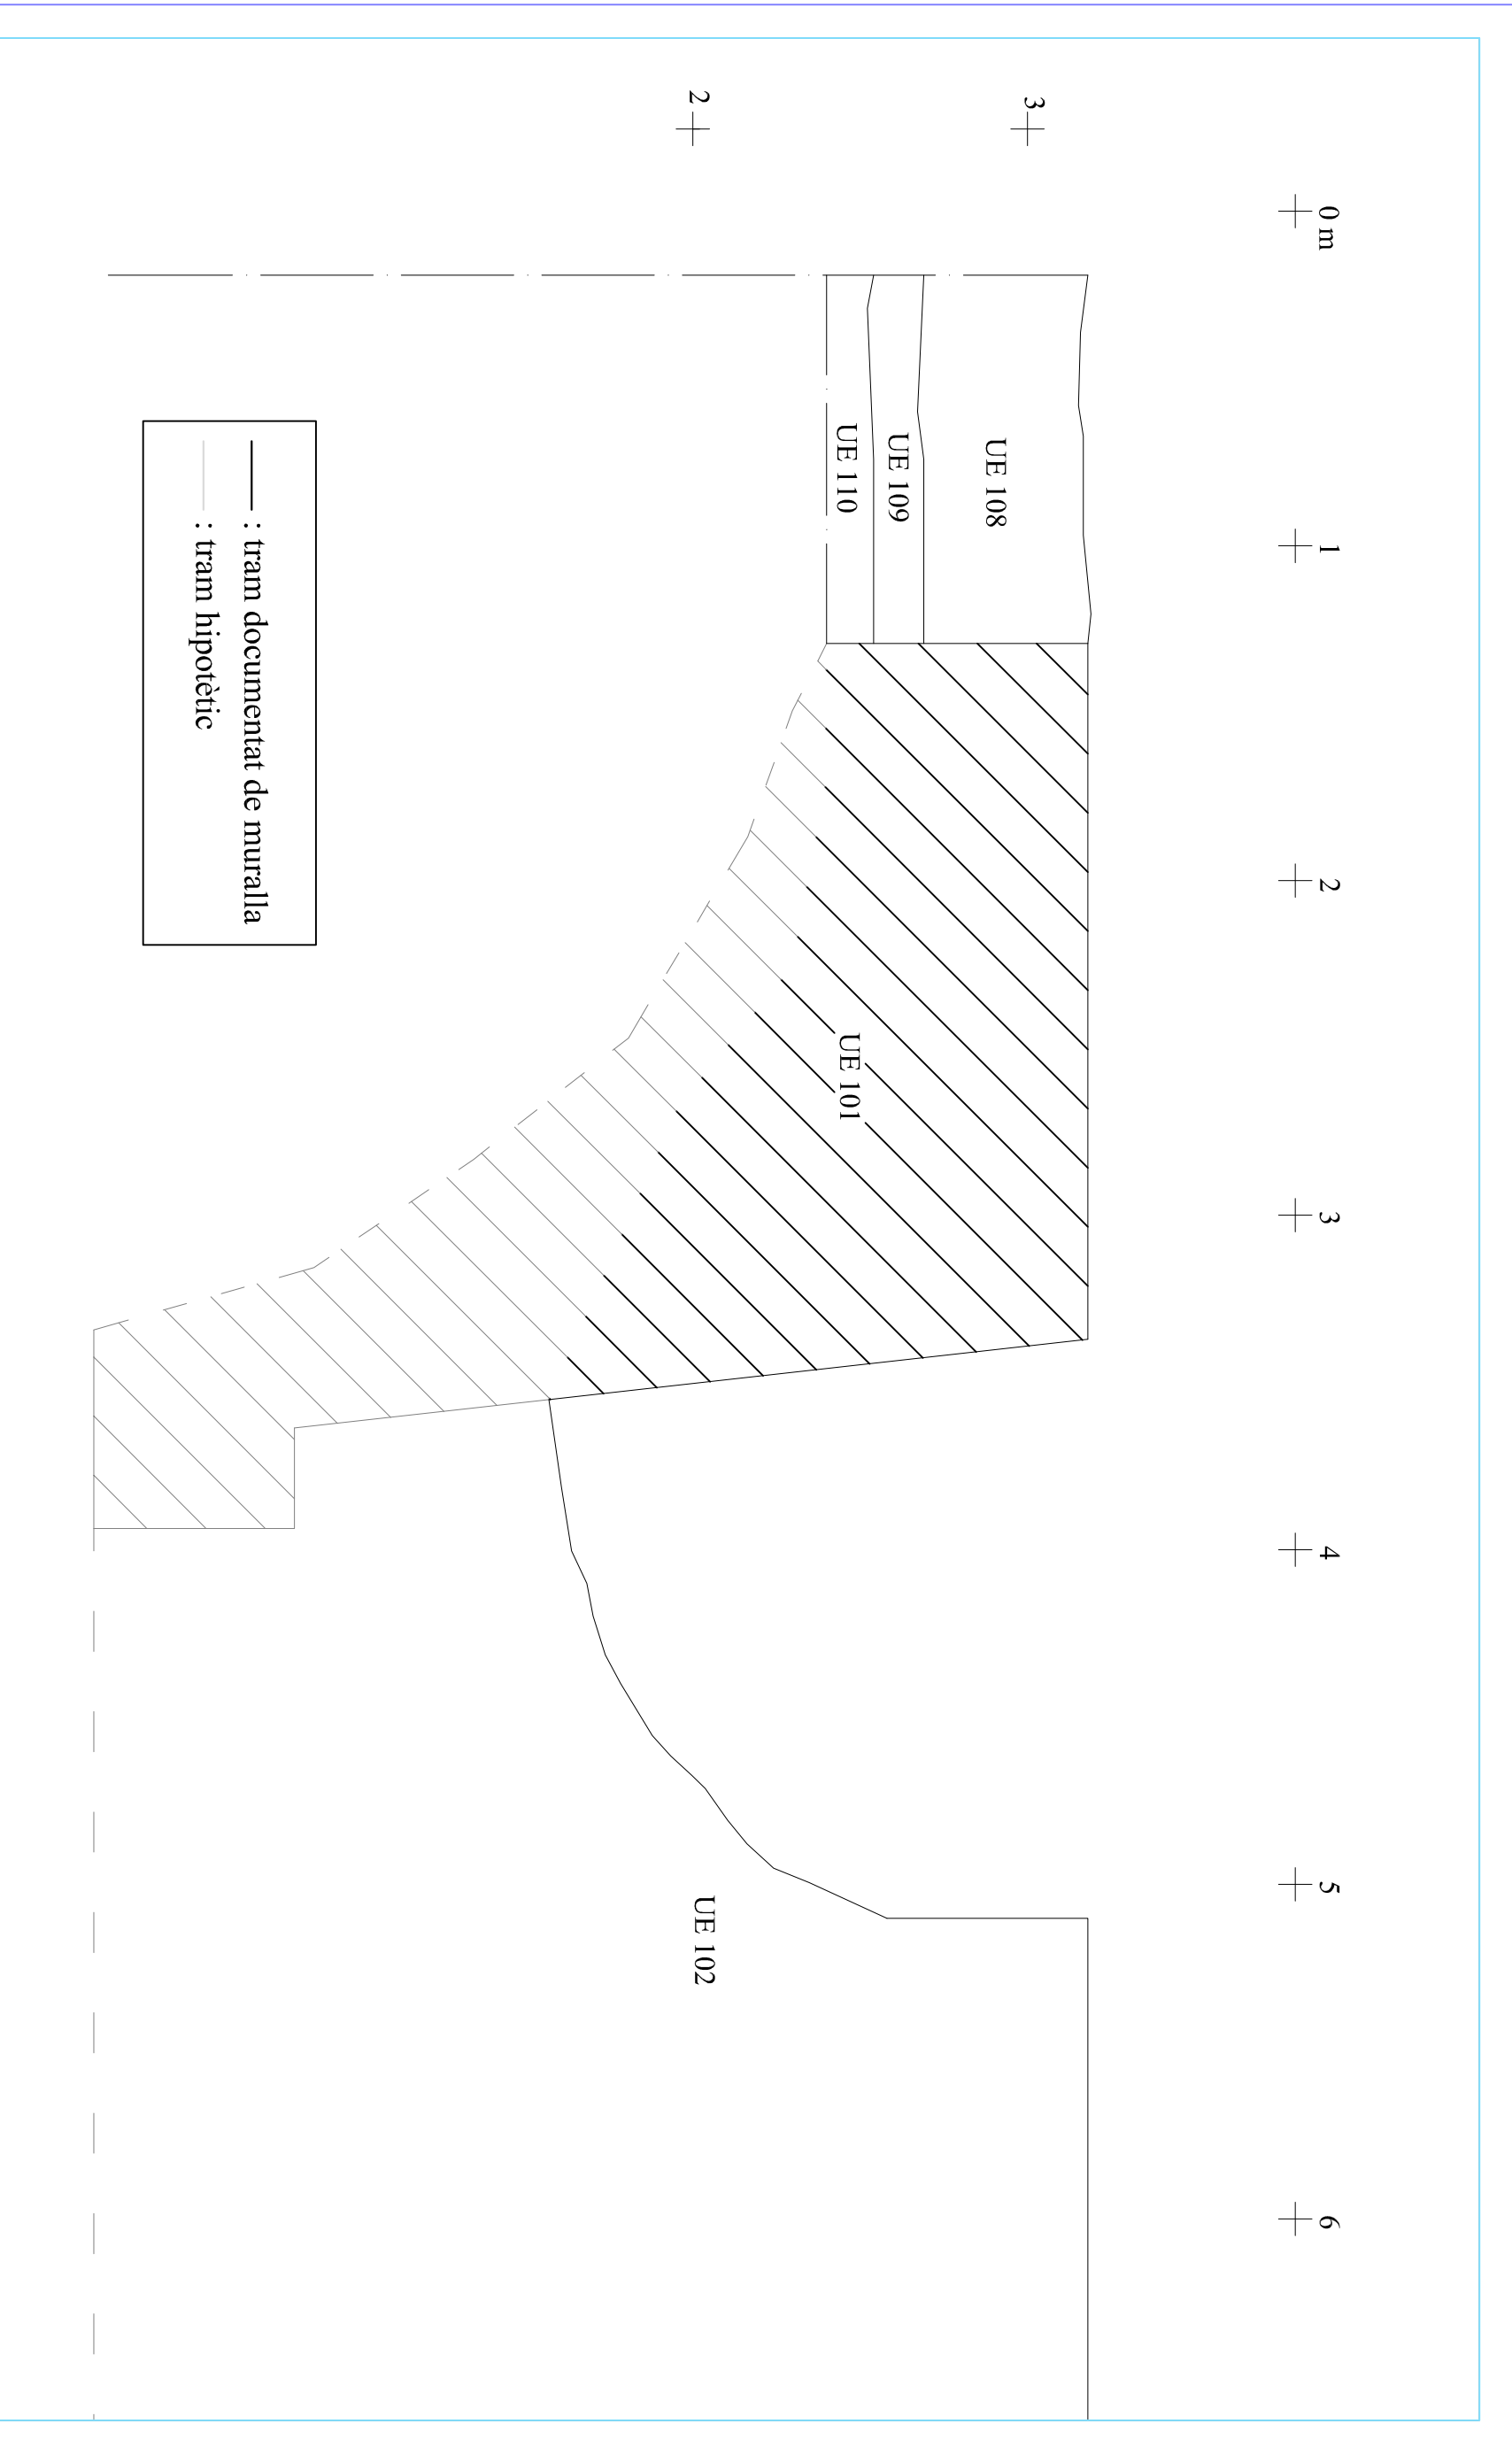 0 m
1
2
3
4
5
6
3
2
UE 108
UE 109
UE 110
UE 101
UE 102
: tram documentat de muralla
: tram hipotètic